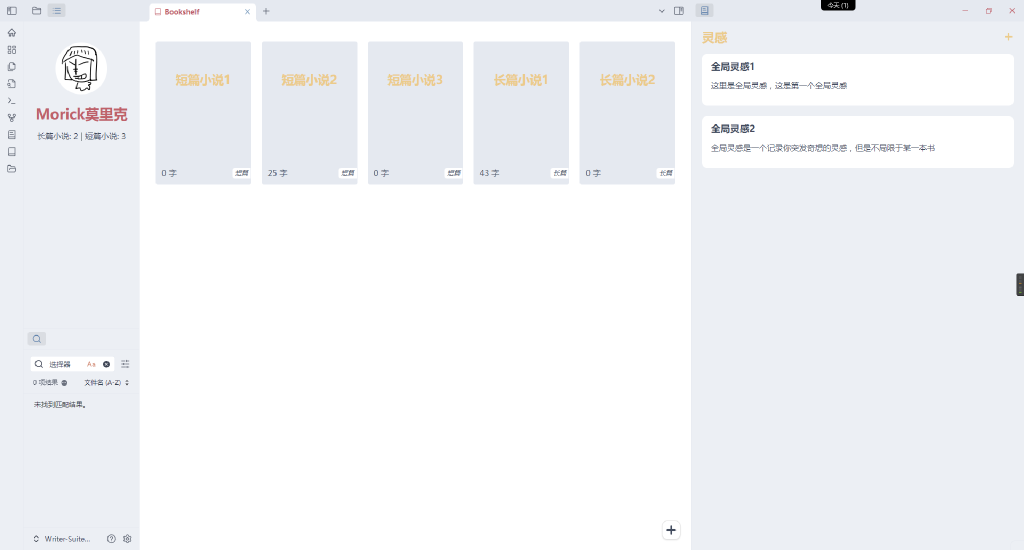 今天 (1)
Bookshelf
Morick莫里克
长篇小说: 2 | 短篇小说: 3
选择器
Aa
0 项结果
文件名 (A-Z)
未找到匹配结果。
Writer-Suite...
短篇小说1
0 字
短篇
短篇小说2
25 字
短篇
短篇小说3
0 字
短篇
长篇小说1
43 字
长篇
长篇小说2
0 字
长篇
灵感
全局灵感1
这里是全局灵感，这是第一个全局灵感
全局灵感2
全局灵感是一个记录你突发奇想的灵感，但是不局限于某一本书